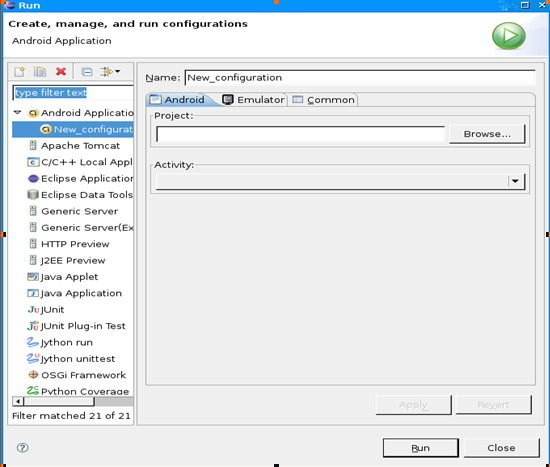 Run
Create, manage, and run configurations
Android Application
type filter text
Android Applicatio
New_configurat
Apache Tomcat
C/C++ Local Appl
Eclipse Application
Eclipse Data Tools
Generic Server
Generic Server(Ex
HTTP Preview
J2EE Preview
Java Applet
Java Application
JUnit
JUnit Plug-in Test
Jython run
Jython unittest
OSGi Framework
Python Coverage
Filter matched 21 of 21
Name: New_configuration
Android Emulator Common
Project:
Browse...
Activity:
Apply Revert
Run Close